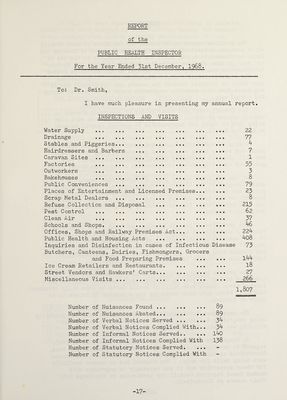 REPORT
of the
PUBLIC HEALTH INSPECTOR
For the Year Ended 31st December, 1968.
To: Dr. Smith,
I have much pleasure in presenting my annual report.
INSPECTIONS AND VISITS
Water Supply ... ... ... ... ... ... ... 22
Drainage ... ... ... ... ... ... ... 77
Stables and Piggeries... ... ... ... ... ... 4
Hairdressers and Barbers ... ... ... ... ... 7
Caravan Sites ... ... ... ... ... ... ... 1
Factories ... ... ... ... ... ... ... 55
Outworkers ... ... ... ... ... ... ... 3
Bakehouses ... ... ... ... ... ... ... 8
Public Conveniences ... ... ... ... ... ... 79
Places of Entertainment and Licensed Premises... ... 23
Scrap Metal Dealers ... ... ... ... ... ... 8
Refuse Collection and Disposal ... ... ... ... 215
Pest Control ... ... ... ... ... ... ... 62
Clean Air ... ... ... ... ... ... ... 37
Schools and Shops. ... ... ... ... ... ... 46
Offices, Shops and Railway Premises Act... ... ... 224
Public Health and Housing Acts ... ... ... ... 408
Inquiries and Disinfection in cases of Infectious Disease 73
Butchers, Canteens, Dairies, Fishmongers, Grocers
and Food Preparing Premises ... ... ... 144
Ice Cream Retailers and Restaurants. ... ... ... 18
Street Vendors and Hawkers' Carts... ... ... ... 27
Miscellaneous Visits ... ... ... ... ... ... 266
1,807
Number of Nuisances Found ... ... ... 89
Number of Nuisances Abated... ... ... 89
Number of Verbal Notices Served ... ... 34
Number of Verbal Notices Complied With... 34
Number of Informal Notices Served.. ... 140
Number of Informal Notices Complied With 138
Number of Statutory Notices Served. ... -
Number of Statutory Notices Complied With -
-17-